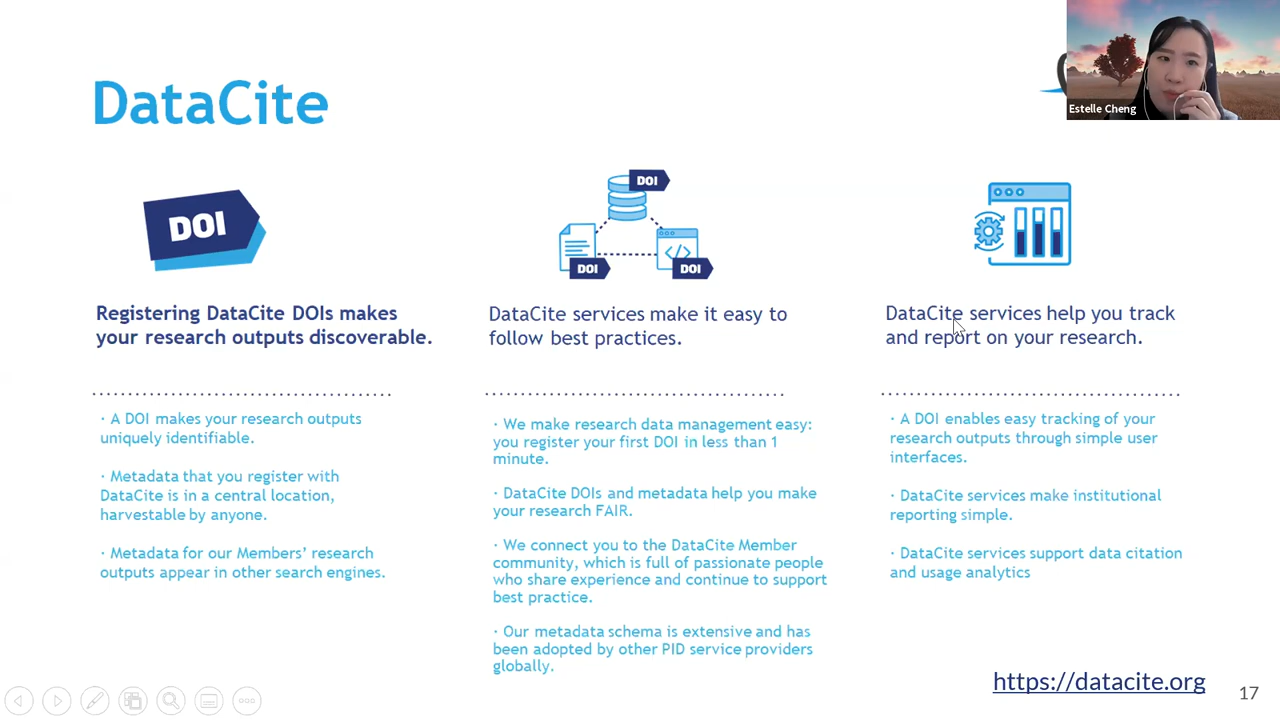 DataCite
Estelle Cheng
DOI
DOI
DOI
DOI
Registering DataCite DOIs makes
your research outputs discoverable.
· A DOI makes your research outputs
uniquely identifiable.
· Metadata that you register with
DataCite is in a central location,
harvestable by anyone.
· Metadata for our Members’ research
outputs appear in other search engines.
DataCite services make it easy to
follow best practices.
· We make research data management easy:
you register your first DOI in less than 1
minute.
· DataCite DOIs and metadata help you make
your research FAIR.
· We connect you to the DataCite Member
community, which is full of passionate people
who share experience and continue to support
best practice.
· Our metadata schema is extensive and has
been adopted by other PID service providers
globally.
DataCite services help you track
and report on your research.
· A DOI enables easy tracking of your
research outputs through simple user
interfaces.
· DataCite services make institutional
reporting simple.
· DataCite services support data citation
and usage analytics
https://datacite.org
17